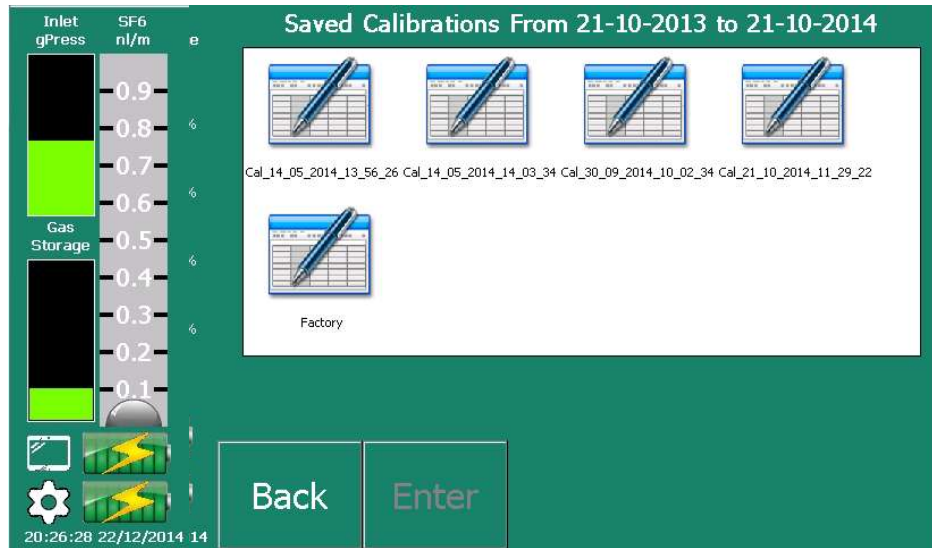 Inlet gPress
SF6 nl/m
e
Saved Calibrations From 21-10-2013 to 21-10-2014
0.9
0.8
%
0.7
Cal_14_05_2014_13_56_26 Cal_14_05_2014_14_03_34 Cal_30_09_2014_10_02_34 Cal_21_10_2014_11_29_22
0.6
%
Gas Storage
0.5
%
0.4
0.3
Factory
%
0.2
0.1
Back
Enter
20:26:28 22/12/2014 14